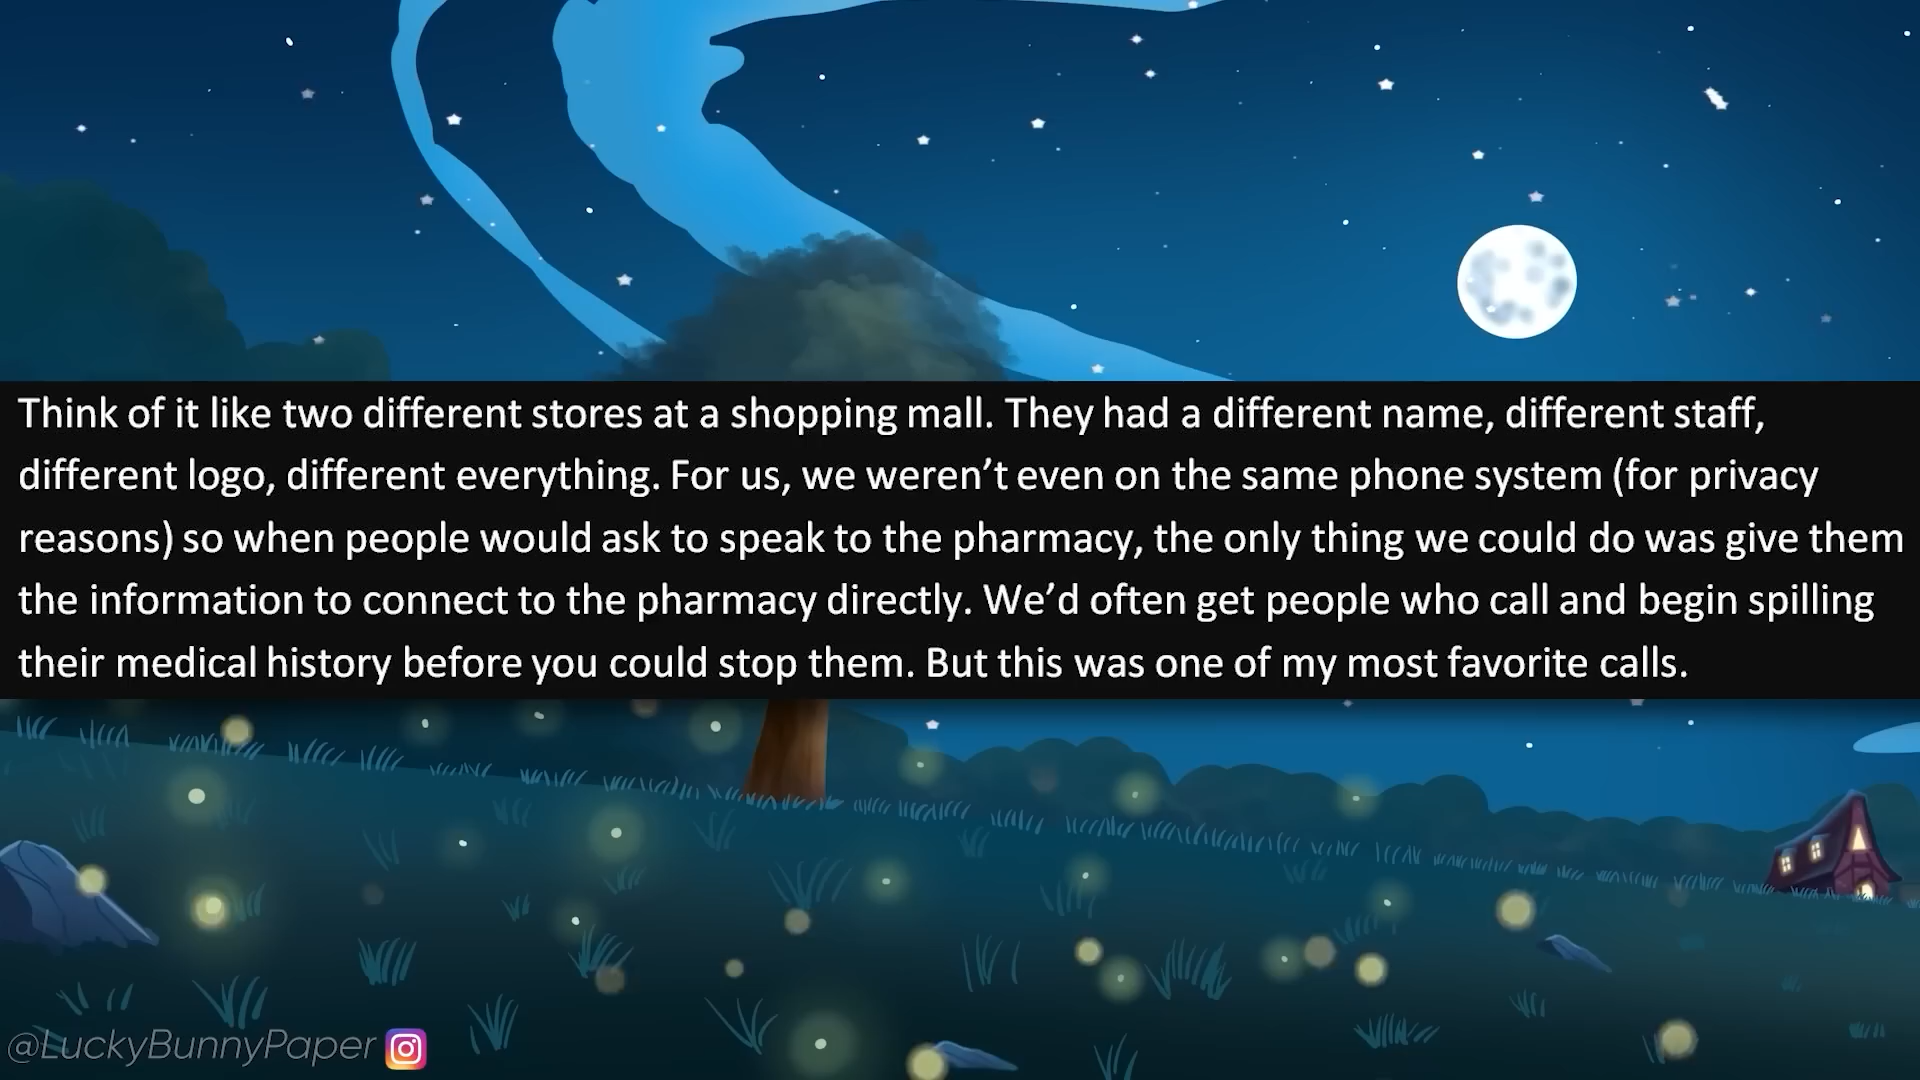 Think of it like two different stores at a shopping mall. They had a different name, different staff,
different logo, different everything. For us, we weren’t even on the same phone system (for privacy
reasons) so when people would ask to speak to the pharmacy, the only thing we could do was give them
the information to connect to the pharmacy directly. We’d often get people who call and begin spilling
their medical history before you could stop them. But this was one of my most favorite calls.
@LuckyBunnyPaper